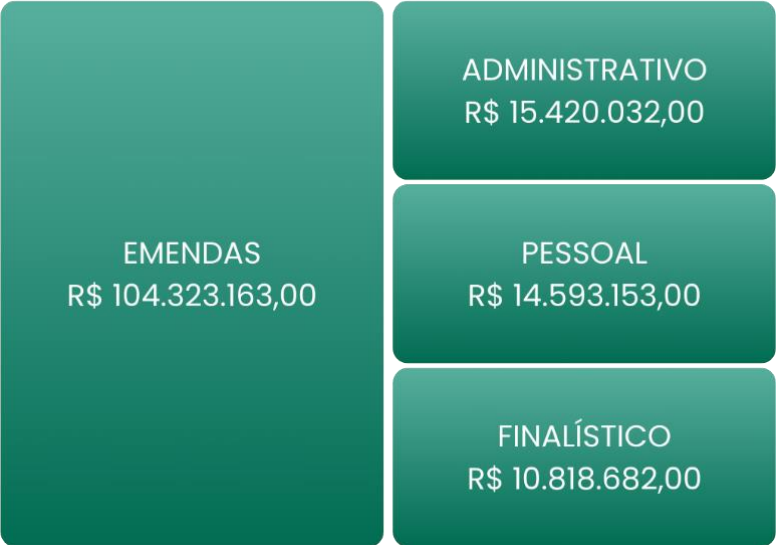 EMENDAS
R$ 104.323.163,00
ADMINISTRATIVO
R$ 15.420.032,00
PESSOAL
R$ 14.593.153,00
FINALÍSTICO
R$ 10.818.682,00